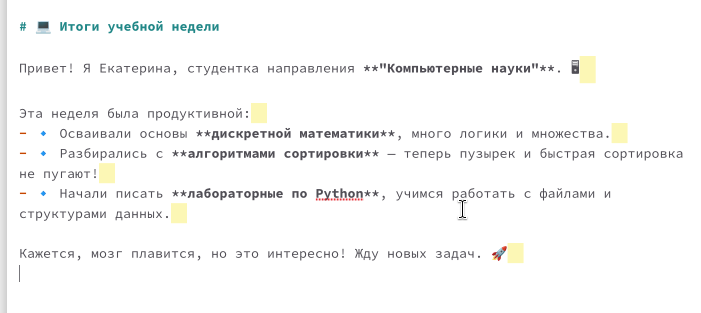 # 💻 Итоги учебной недели
Привет! Я Екатерина, студентка направления **"Компьютерные науки"**. 🖥
Эта неделя была продуктивной:
- 🔹 Осваивали основы **дискретной математики**, много логики и множества.
- 🔹 Разбирались с **алгоритмами сортировки** — теперь пузырек и быстрая сортировка
не пугают!
- 🔹 Начали писать **лабораторные по Python**, учимся работать с файлами и
структурами данных.
Кажется, мозг плавится, но это интересно! Жду новых задач. 🚀